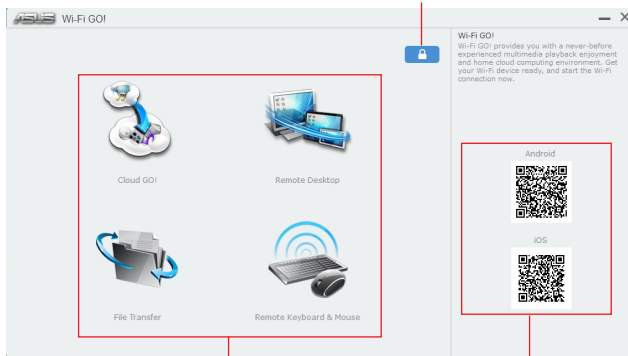 ASUS Wi-Fi GO!
Wi-Fi GO!
Wi-Fi GO! provides you with a never-before
experienced multimedia playback enjoyment
and home cloud computing environment. Get
your Wi-Fi device ready, and start the Wi-Fi
connection now.
Cloud GO!
Remote Desktop
File Transfer
Remote Keyboard & Mouse
Android
iOS